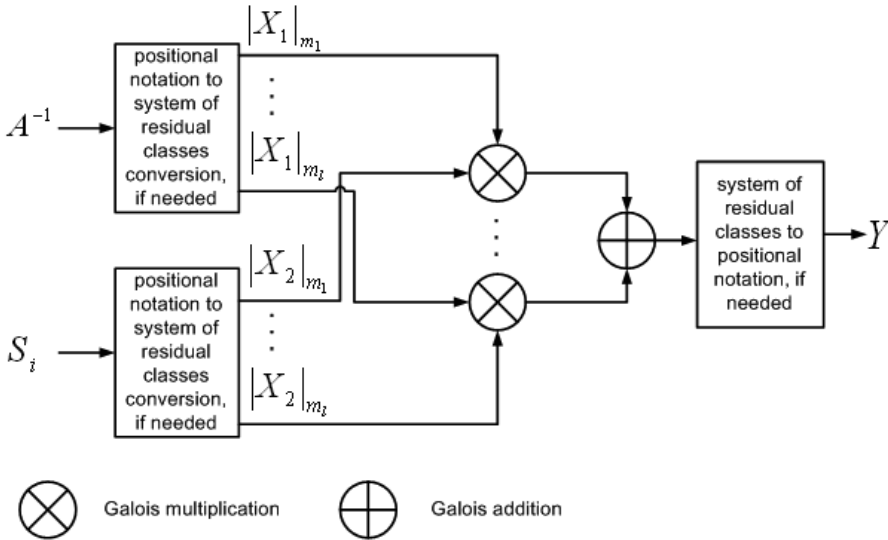 A⁻¹
positional
notation to
system of
residual
classes
conversion,
if needed
|X₁|ₘ₁
|X₁|ₘₗ
Sᵢ
positional
notation to
system of
residual
classes
conversion,
if needed
|X₂|ₘ₁
|X₂|ₘₗ
system of
residual
classes to
positional
notation, if
needed
Y
Galois multiplication
Galois addition